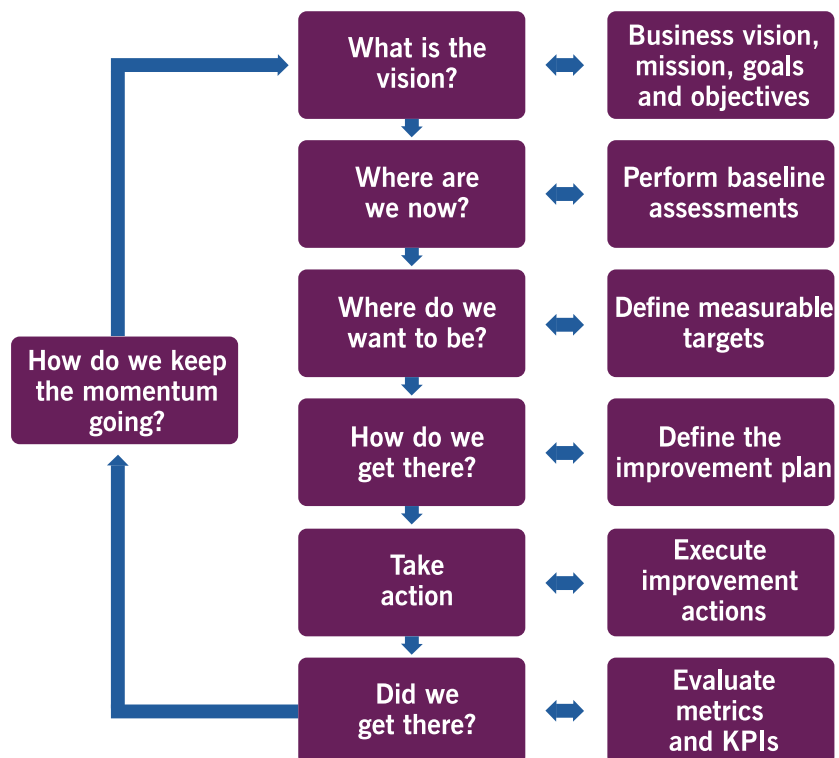 What is the
vision?
Business vision,
mission, goals
and objectives
Where are
we now?
Perform baseline
assessments
Where do we
want to be?
Define measurable
targets
How do we keep
the momentum
going?
How do we
get there?
Define the
improvement plan
Take
action
Execute
improvement
actions
Did we
get there?
Evaluate
metrics
and KPIs